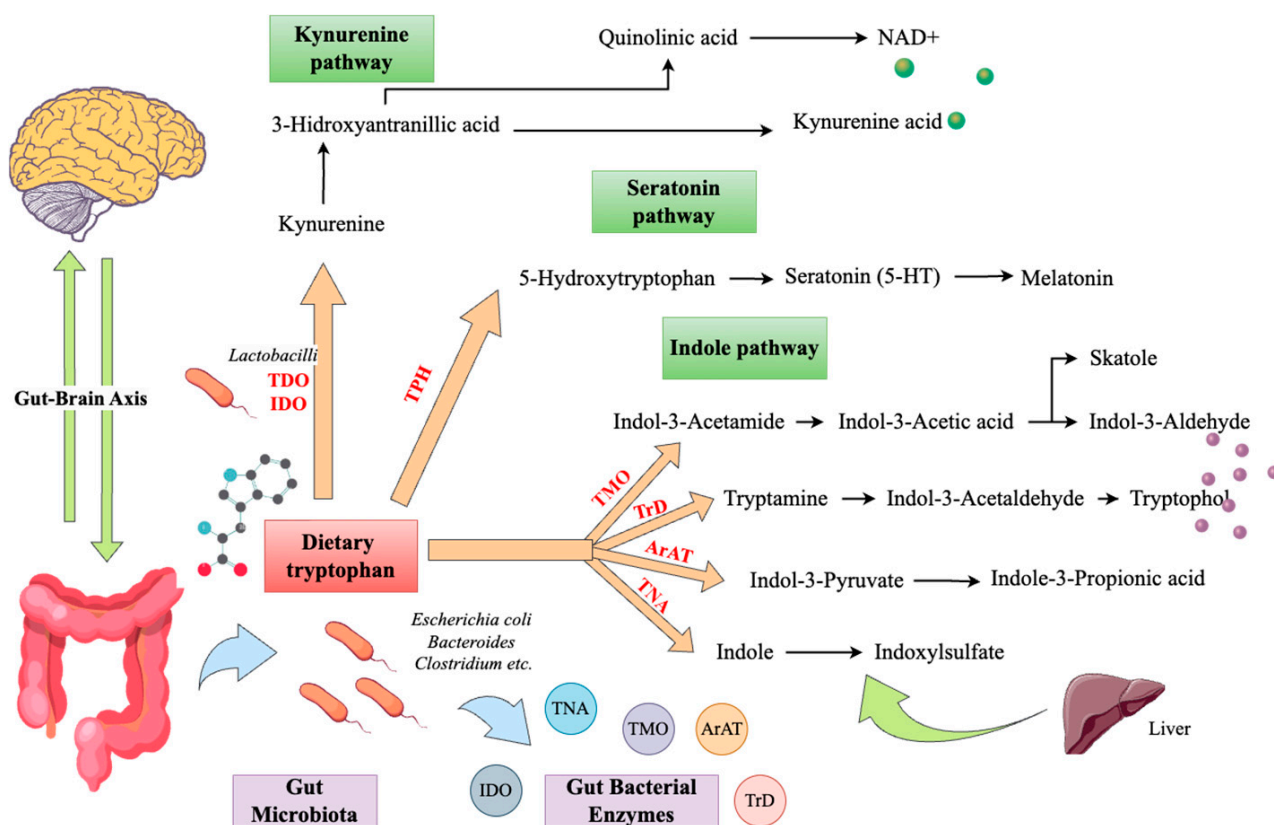 Kynurenine
pathway
Quinolinic acid
NAD+
3-Hidroxyantranillic acid
Kynurenine acid
Seratonin
pathway
Kynurenine
5-Hydroxytryptophan
Seratonin (5-HT)
Melatonin
Indole pathway
Lactobacilli
TDO
IDO
TPH
Gut-Brain Axis
Skatole
Indol-3-Acetamide
Indol-3-Acetic acid
Indol-3-Aldehyde
TMO
TrD
Tryptamine
Indol-3-Acetaldehyde
Tryptophol
Dietary
tryptophan
ArAT
Indol-3-Pyruvate
Indole-3-Propionic acid
TNA
Indole
Indoxylsulfate
Escherichia coli
Bacteroides
Clostridium etc.
TNA
TMO
ArAT
Liver
Gut
Microbiota
IDO
Gut Bacterial
Enzymes
TrD